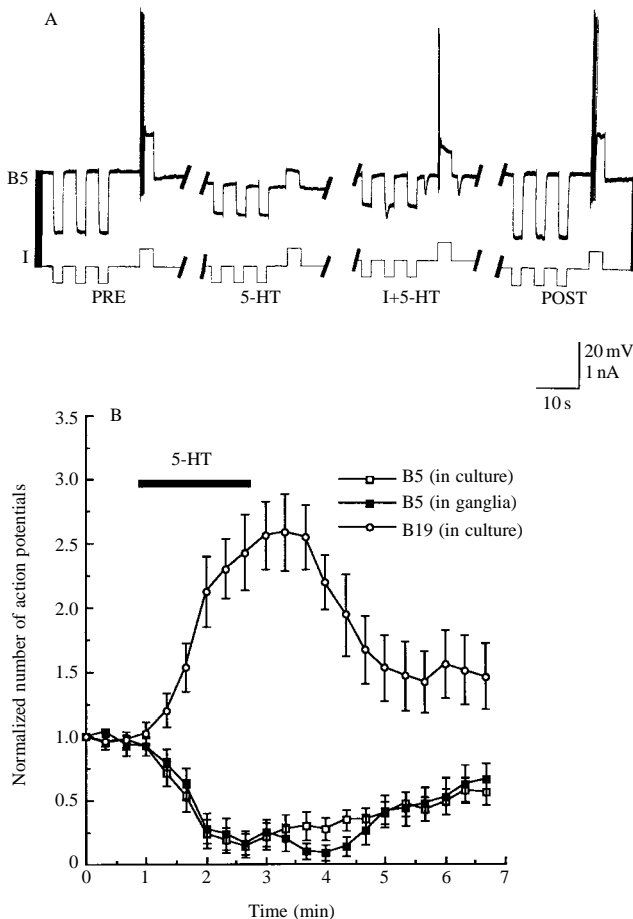 A
B5
I
PRE 5-HT I+5-HT POST
20 mV
1 nA
10 s
B
5-HT
B5 (in culture)
B5 (in ganglia)
B19 (in culture)
Normalized number of action potentials
3.5
3.0
2.5
2.0
1.5
1.0
0.5
0
0 1 2 3 4 5 6 7
Time (min)